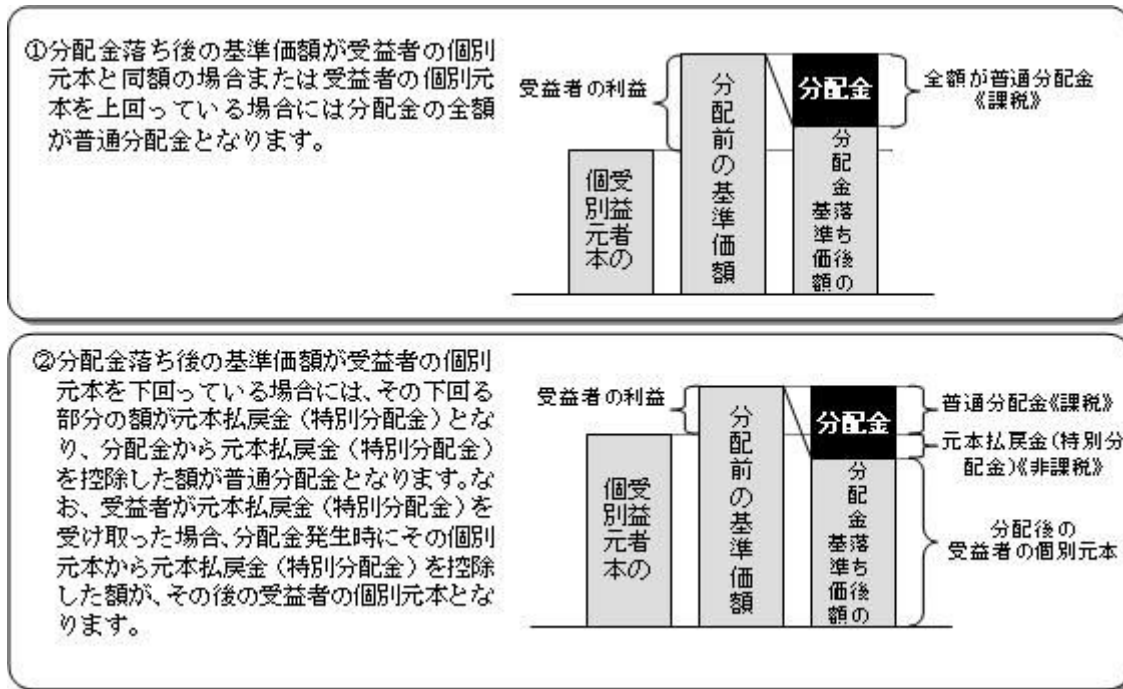 ①分配金落ち後の基準価額が受益者の個別
元本と同額の場合または受益者の個別元
本を上回っている場合には分配金の全額
が普通分配金となります。
受益者の利益
受益者の
個別元本
分配前の基準価額
分配金
分配金落ち後の
基準価額
全額が普通分配金
《課税》
②分配金落ち後の基準価額が受益者の個別
元本を下回っている場合には、その下回る
部分の額が元本払戻金(特別分配金)とな
り、分配金から元本払戻金(特別分配金)
を控除した額が普通分配金となります。な
お、受益者が元本払戻金(特別分配金)を
受け取った場合、分配金発生時にその個別
元本から元本払戻金(特別分配金)を控除
した額が、その後の受益者の個別元本とな
ります。
受益者の利益
受益者の
個別元本
分配前の基準価額
分配金
分配金落ち後の
基準価額
普通分配金《課税》
元本払戻金(特別分
配金)《非課税》
分配後の
受益者の個別元本